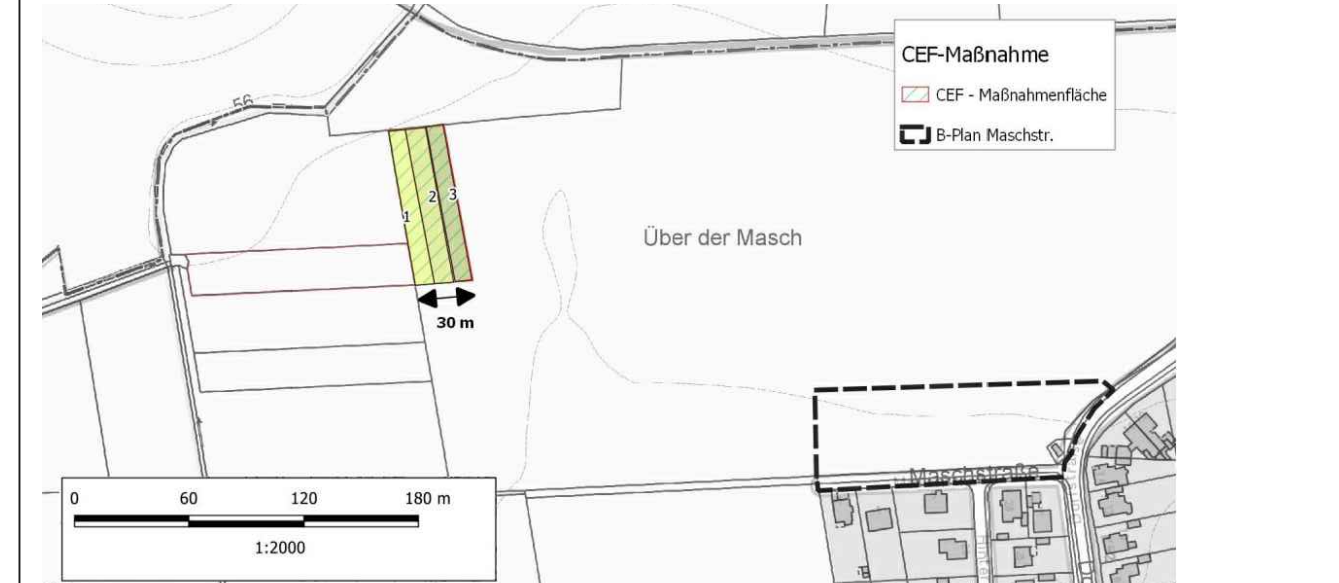 CEF-Maßnahme
CEF - Maßnahmenfläche
B-Plan Maschstr.
56
1
2
3
30 m
Über der Masch
Maschstraße
0 60 120 180 m
1:2000